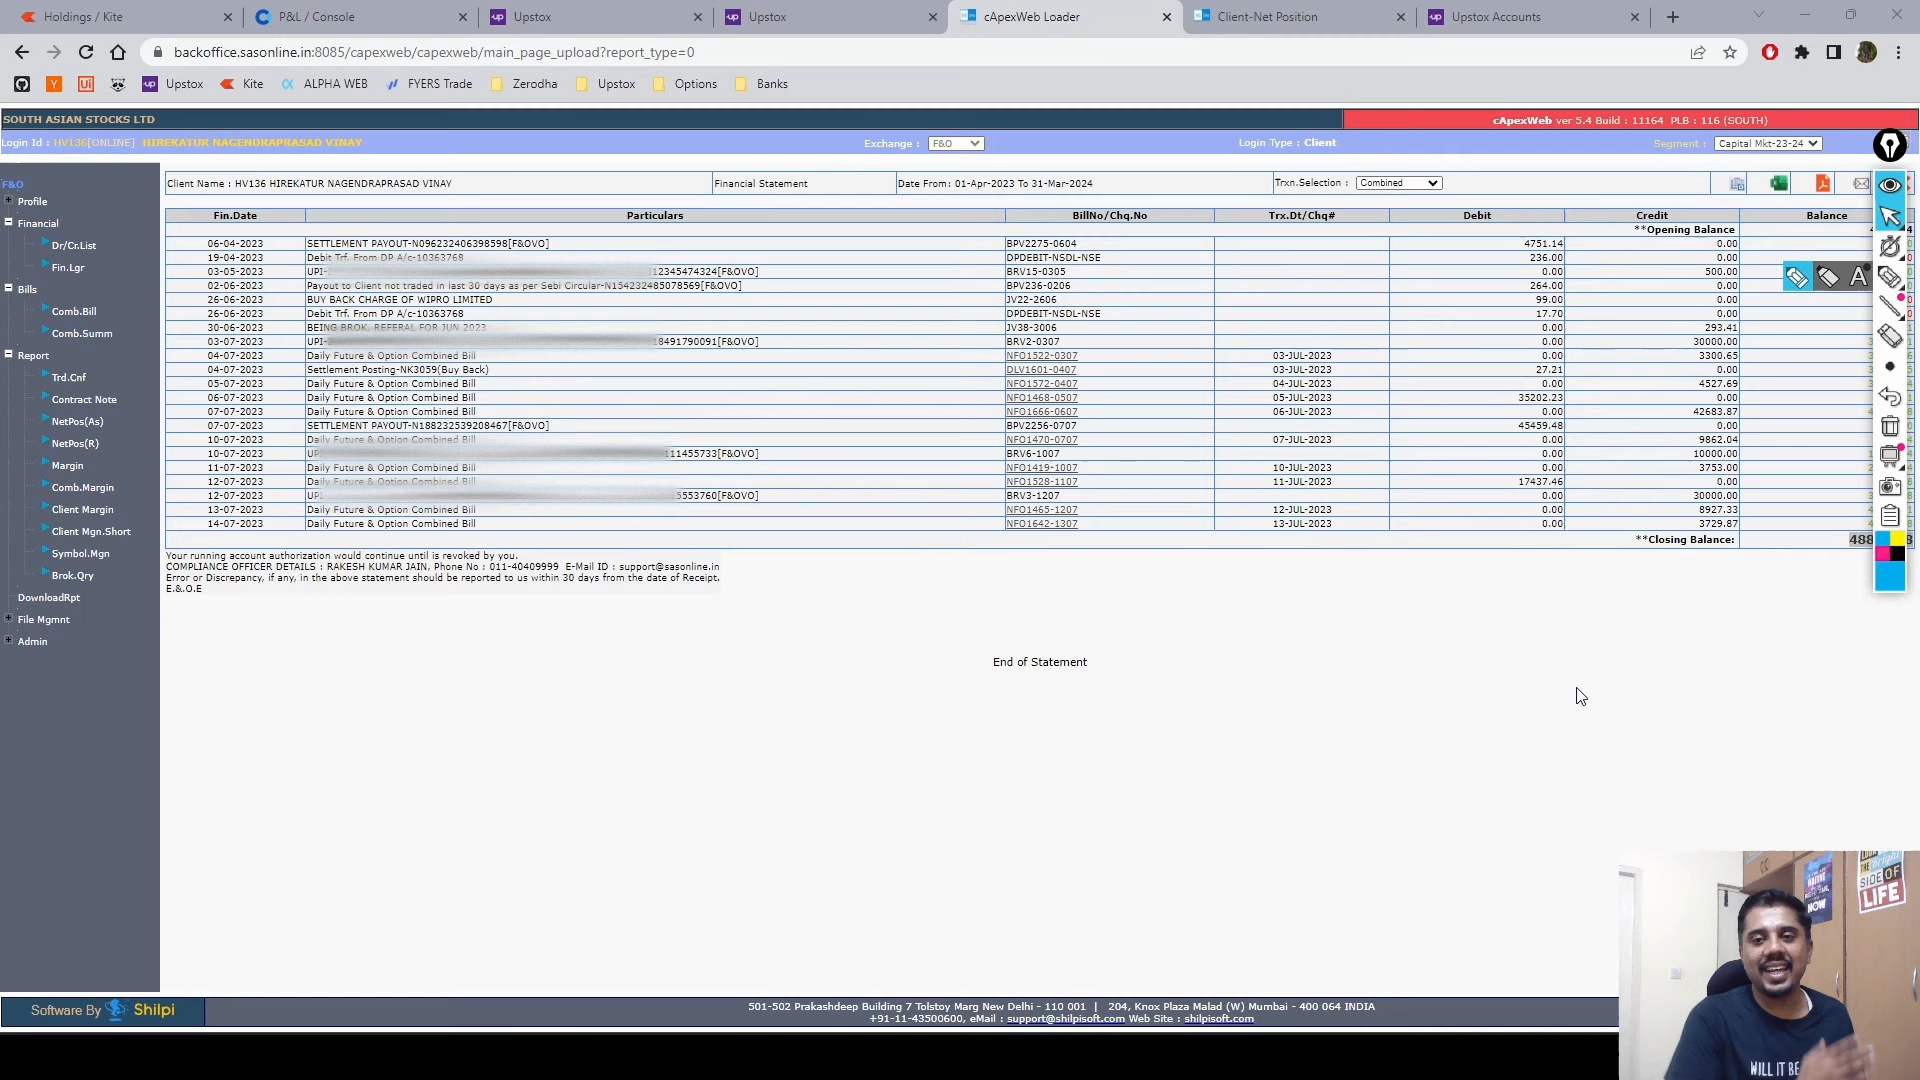 Holdings / Kite
P&L / Console
Upstox
Upstox
cApexWeb Loader
Client-Net Position
Upstox Accounts
backoffice.sasonline.in:8085/capexweb/capexweb/main_page_upload?report_type=0
Upstox Kite ALPHA WEB FYERS Trade Zerodha Upstox Options Banks
SOUTH ASIAN STOCKS LTD
cApexWeb ver 5.4 Build : 11164 PLB : 116 (SOUTH)
Login Id : HV136[ONLINE] HIREKATUR NAGENDRAPRASAD VINAY
Exchange : F&O
Login Type : Client
Segment : Capital Mkt-23-24
F&O
Profile
Financial
Dr/Cr.List
Fin.Lgr
Bills
Comb.Bill
Comb.Summ
Report
Trd.Cnf
Contract Note
NetPos(As)
NetPos(R)
Margin
Comb.Margin
Client Margin
Client Mgn.Short
Symbol.Mgn
Brok.Qry
DownloadRpt
File Mgmnt
Admin
Client Name : HV136 HIREKATUR NAGENDRAPRASAD VINAY Financial Statement Date From: 01-Apr-2023 To 31-Mar-2024 Trxn.Selection : Combined
Fin.Date Particulars BillNo/Chq.No Trx.Dt/Chq# Debit Credit Balance
**Opening Balance
06-04-2023 SETTLEMENT PAYOUT-N096232406398598[F&OVO] BPV2275-0604 4751.14 0.00
19-04-2023 Debit Trf. From DP A/c-10363768 DPDEBIT-NSDL-NSE 236.00 0.00
03-05-2023 UPI- 12345474324[F&OVO] BRV15-0305 0.00 500.00
02-06-2023 Payout to Client not traded in last 30 days as per Sebi Circular-N154232485078569[F&OVO] BPV236-0206 264.00 0.00
26-06-2023 BUY BACK CHARGE OF WIPRO LIMITED JV22-2606 99.00 0.00
26-06-2023 Debit Trf. From DP A/c-10363768 DPDEBIT-NSDL-NSE 17.70 0.00
30-06-2023 BEING BROK. REFERAL FOR JUN 2023 JV38-3006 0.00 293.41
03-07-2023 UPI- 18491790091[F&OVO] BRV2-0307 0.00 30000.00
04-07-2023 Daily Future & Option Combined Bill NFO1522-0307 03-JUL-2023 0.00 3300.65
04-07-2023 Settlement Posting-NK3059(Buy Back) DLV1601-0407 03-JUL-2023 27.21 0.00
05-07-2023 Daily Future & Option Combined Bill NFO1572-0407 04-JUL-2023 0.00 4527.69
06-07-2023 Daily Future & Option Combined Bill NFO1468-0507 05-JUL-2023 35202.23 0.00
07-07-2023 Daily Future & Option Combined Bill NFO1666-0607 06-JUL-2023 0.00 42683.87
07-07-2023 SETTLEMENT PAYOUT-N188232539208467[F&OVO] BPV2256-0707 45459.48 0.00
10-07-2023 Daily Future & Option Combined Bill NFO1470-0707 07-JUL-2023 0.00 9862.04
10-07-2023 UP 111455733[F&OVO] BRV6-1007 0.00 10000.00
11-07-2023 Daily Future & Option Combined Bill NFO1419-1007 10-JUL-2023 0.00 3753.00
12-07-2023 Daily Future & Option Combined Bill NFO1528-1107 11-JUL-2023 17437.46 0.00
12-07-2023 UPI 5553760[F&OVO] BRV3-1207 0.00 30000.00
13-07-2023 Daily Future & Option Combined Bill NFO1465-1207 12-JUL-2023 0.00 8927.33
14-07-2023 Daily Future & Option Combined Bill NFO1642-1307 13-JUL-2023 0.00 3729.87
**Closing Balance: 488
Your running account authorization would continue until is revoked by you.
COMPLIANCE OFFICER DETAILS : RAKESH KUMAR JAIN, Phone No : 011-40409999 E-Mail ID : support@sasonline.in
Error or Discrepancy, if any, in the above statement should be reported to us within 30 days from the date of Receipt.
E.&.O.E
End of Statement
THE Bright
SIDE OF
LIFE
NOW
WILL IT BE
Software By Shilpi
501-502 Prakashdeep Building 7 Tolstoy Marg New Delhi - 110 001 | 204, Knox Plaza Malad (W) Mumbai - 400 064 INDIA
+91-11-43500600, eMail : support@shilpisoft.com Web Site : shilpisoft.com